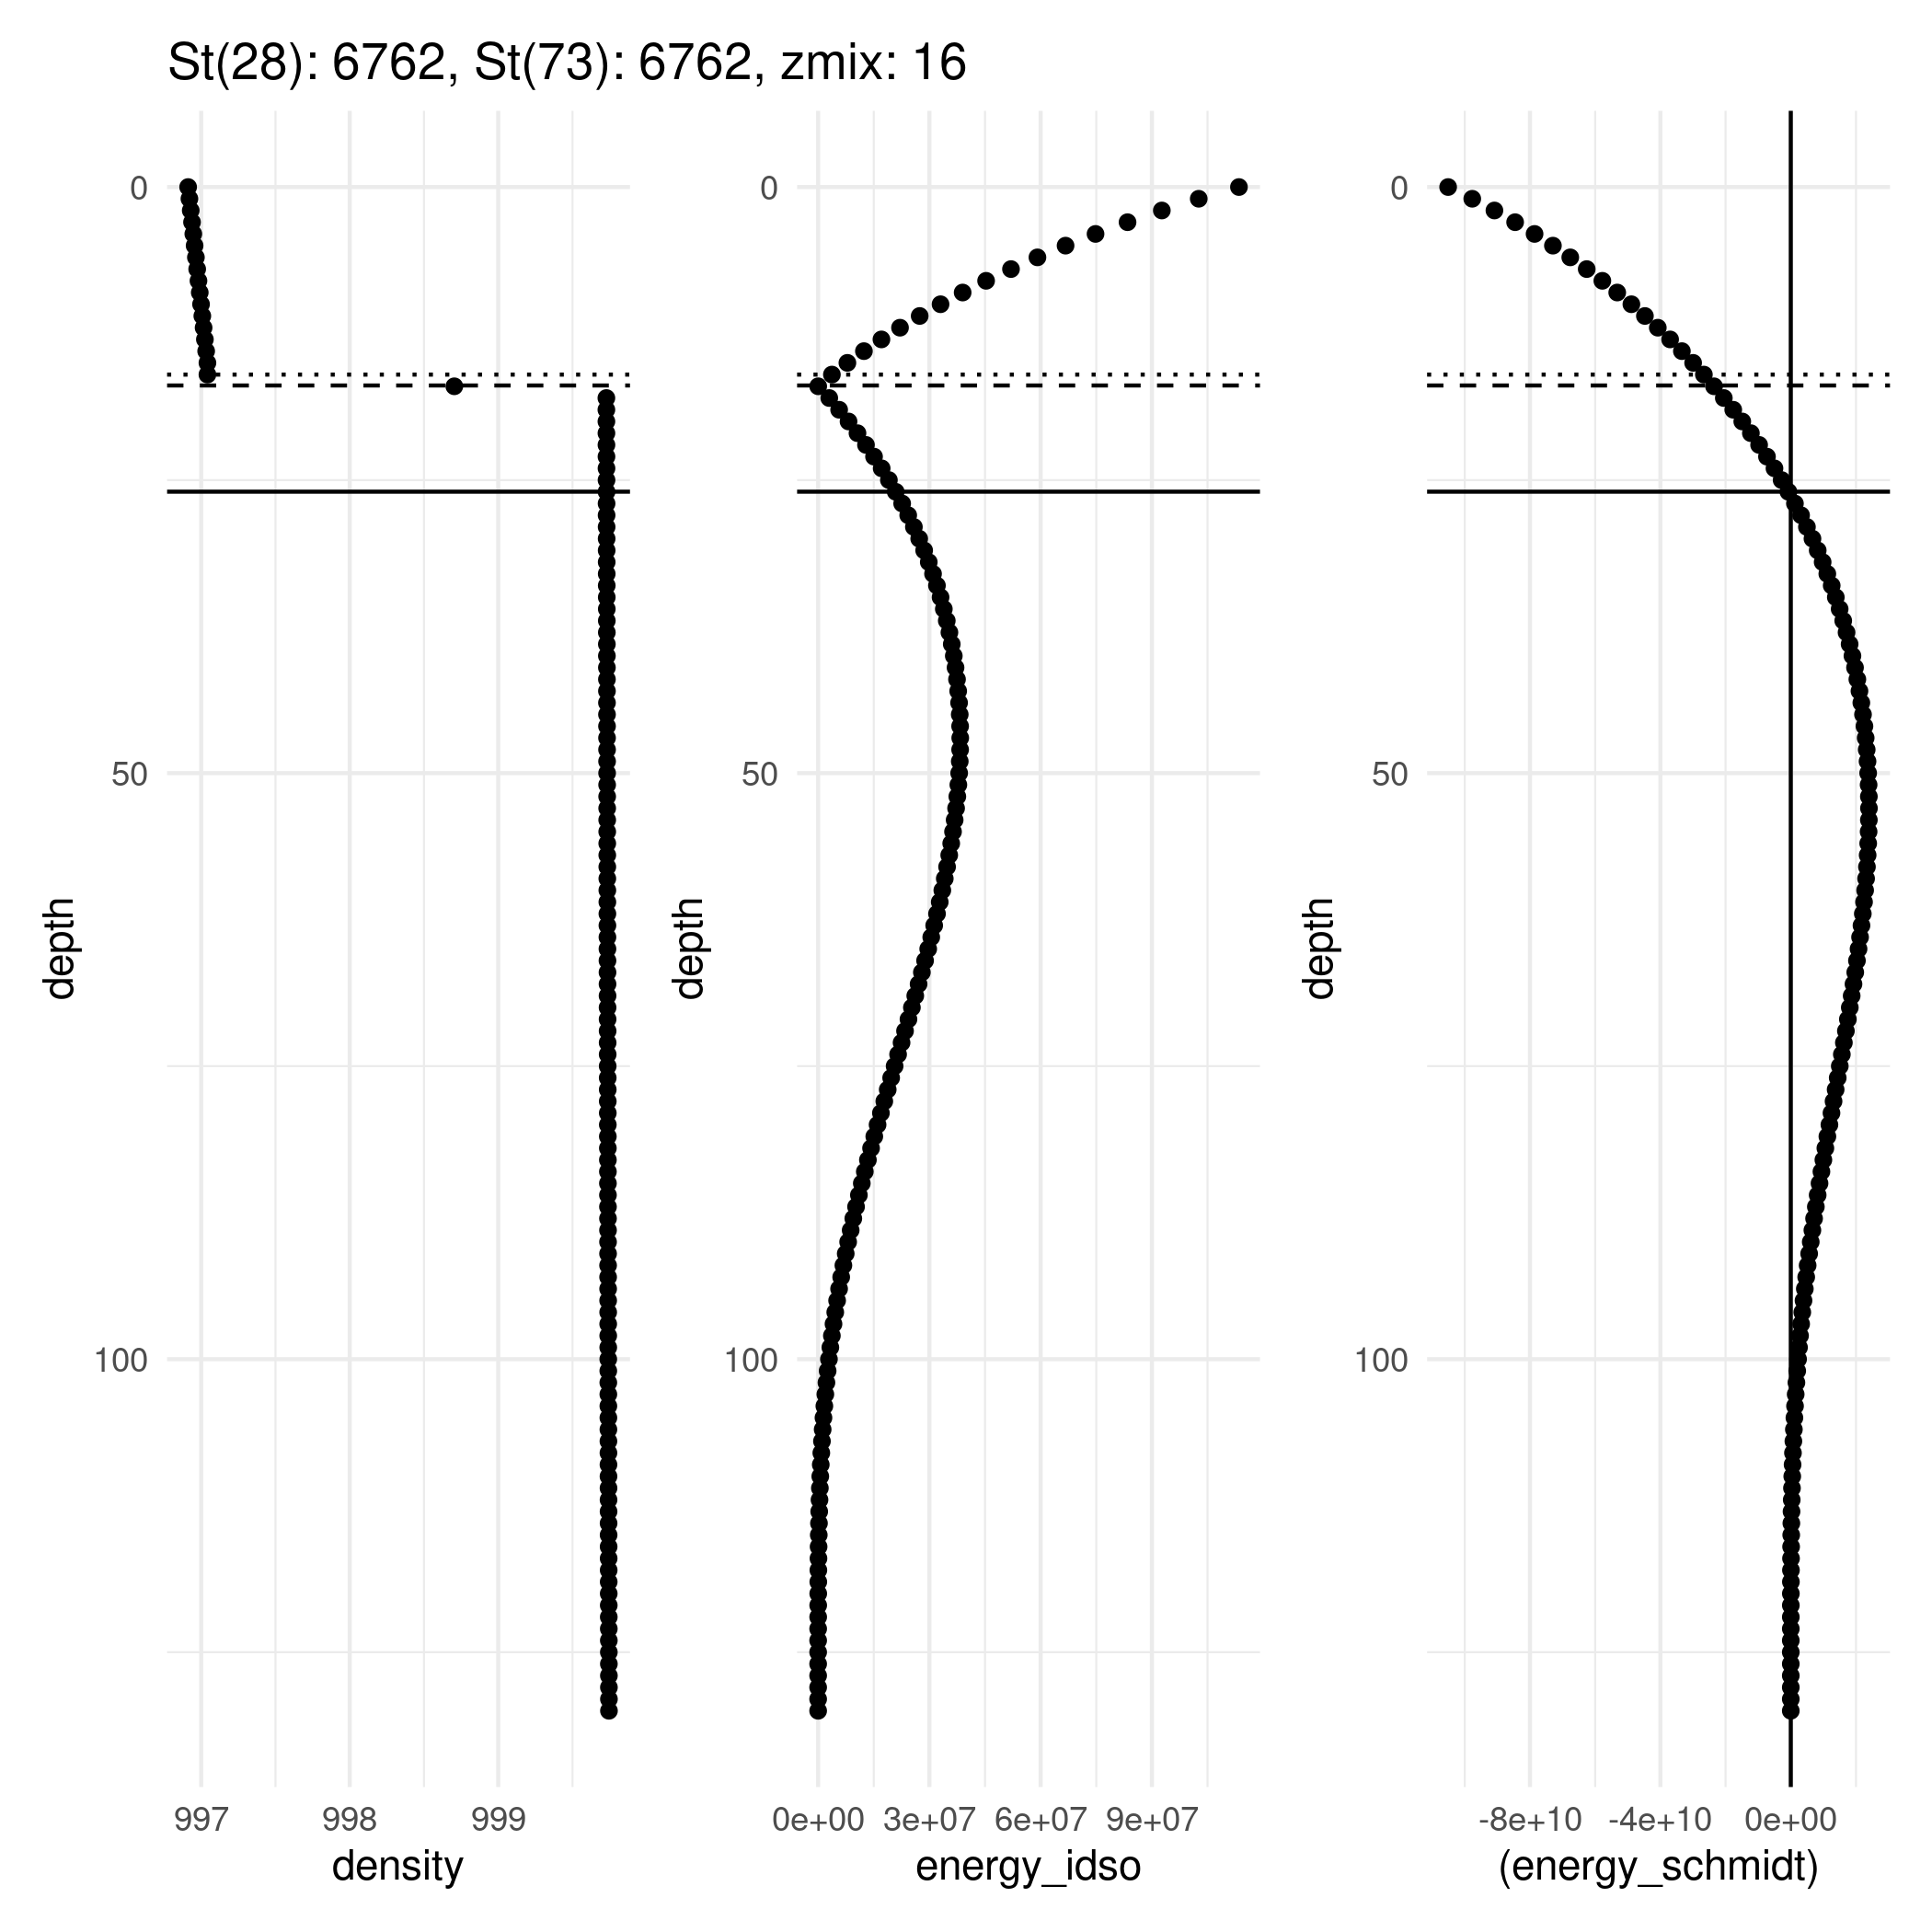 St(28): 6762, St(73): 6762, zmix: 16
0
50
100
depth
997 998 999
density
0
50
100
depth
0e+00 3e+07 6e+07 9e+07
energy_idso
0
50
100
depth
-8e+10 -4e+10 0e+00
(energy_schmidt)